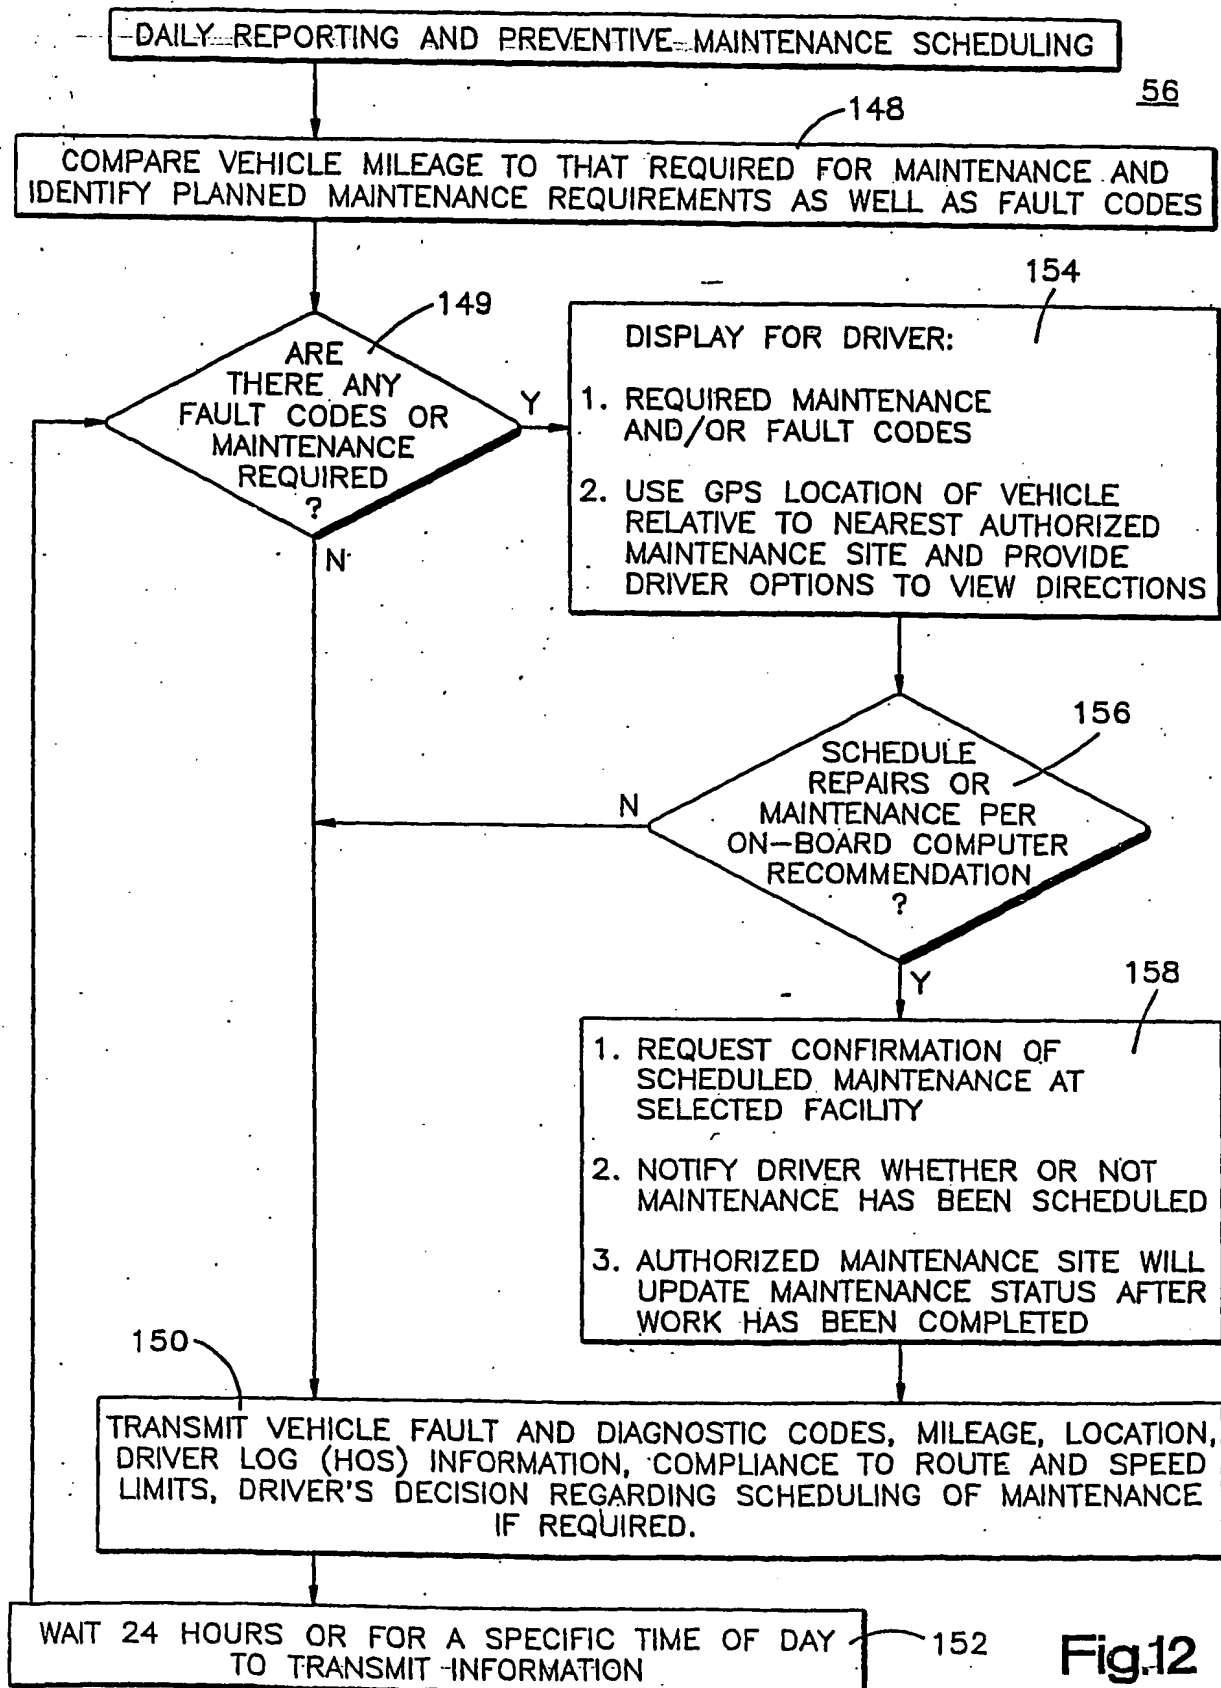 DAILY REPORTING AND PREVENTIVE MAINTENANCE SCHEDULING
56
148
COMPARE VEHICLE MILEAGE TO THAT REQUIRED FOR MAINTENANCE AND
IDENTIFY PLANNED MAINTENANCE REQUIREMENTS AS WELL AS FAULT CODES
149
ARE
THERE ANY
FAULT CODES OR
MAINTENANCE
REQUIRED
?
Y
N
154
DISPLAY FOR DRIVER:
1. REQUIRED MAINTENANCE
AND/OR FAULT CODES
2. USE GPS LOCATION OF VEHICLE
RELATIVE TO NEAREST AUTHORIZED
MAINTENANCE SITE AND PROVIDE
DRIVER OPTIONS TO VIEW DIRECTIONS
156
SCHEDULE
REPAIRS OR
MAINTENANCE PER
ON-BOARD COMPUTER
RECOMMENDATION
?
N
Y
158
1. REQUEST CONFIRMATION OF
SCHEDULED MAINTENANCE AT
SELECTED FACILITY
2. NOTIFY DRIVER WHETHER OR NOT
MAINTENANCE HAS BEEN SCHEDULED
3. AUTHORIZED MAINTENANCE SITE WILL
UPDATE MAINTENANCE STATUS AFTER
WORK HAS BEEN COMPLETED
150
TRANSMIT VEHICLE FAULT AND DIAGNOSTIC CODES, MILEAGE, LOCATION,
DRIVER LOG (HOS) INFORMATION, COMPLIANCE TO ROUTE AND SPEED
LIMITS, DRIVER'S DECISION REGARDING SCHEDULING OF MAINTENANCE
IF REQUIRED.
WAIT 24 HOURS OR FOR A SPECIFIC TIME OF DAY
TO TRANSMIT INFORMATION
152
Fig.12